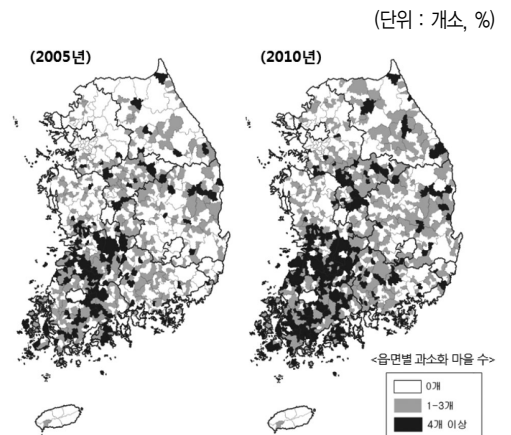 (단위 : 개소, %)
(2005년) (2010년)
<읍·면별 과소화 마을 수>
0개
1-3개
4개 이상